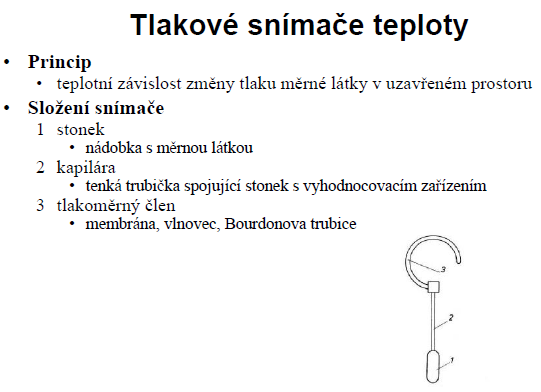 Tlakové snímače teploty
• Princip
• teplotní závislost změny tlaku měrné látky v uzavřeném prostoru
• Složení snímače
1 stonek
• nádobka s měrnou látkou
2 kapilára
• tenká trubička spojující stonek s vyhodnocovacím zařízením
3 tlakoměrný člen
• membrána, vlnovec, Bourdonova trubice
3
2
1